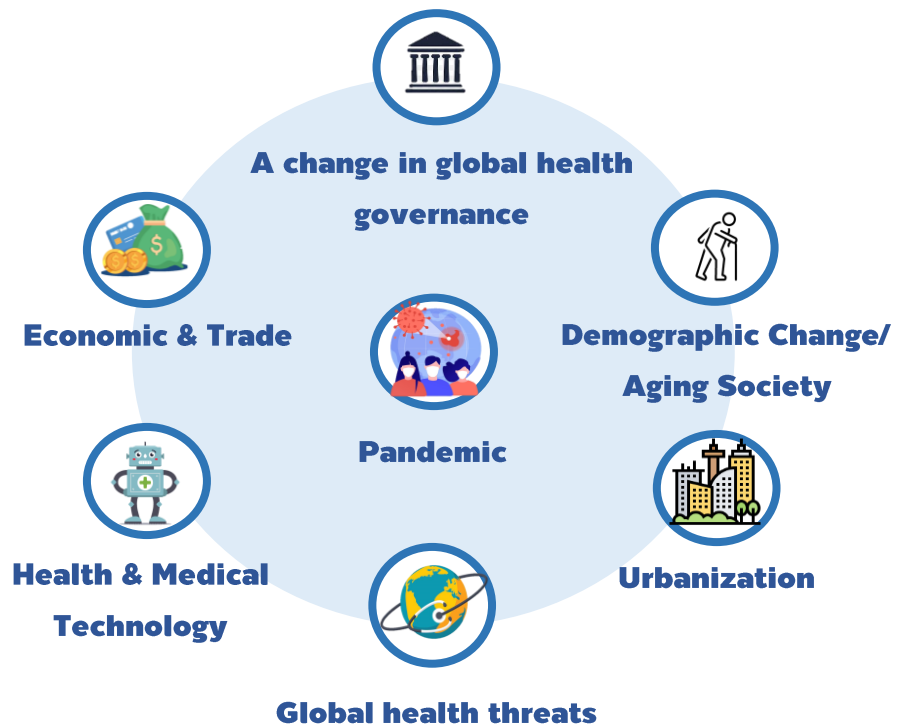 A change in global health
governance
Economic & Trade
Demographic Change/
Aging Society
Pandemic
Health & Medical
Technology
Urbanization
Global health threats